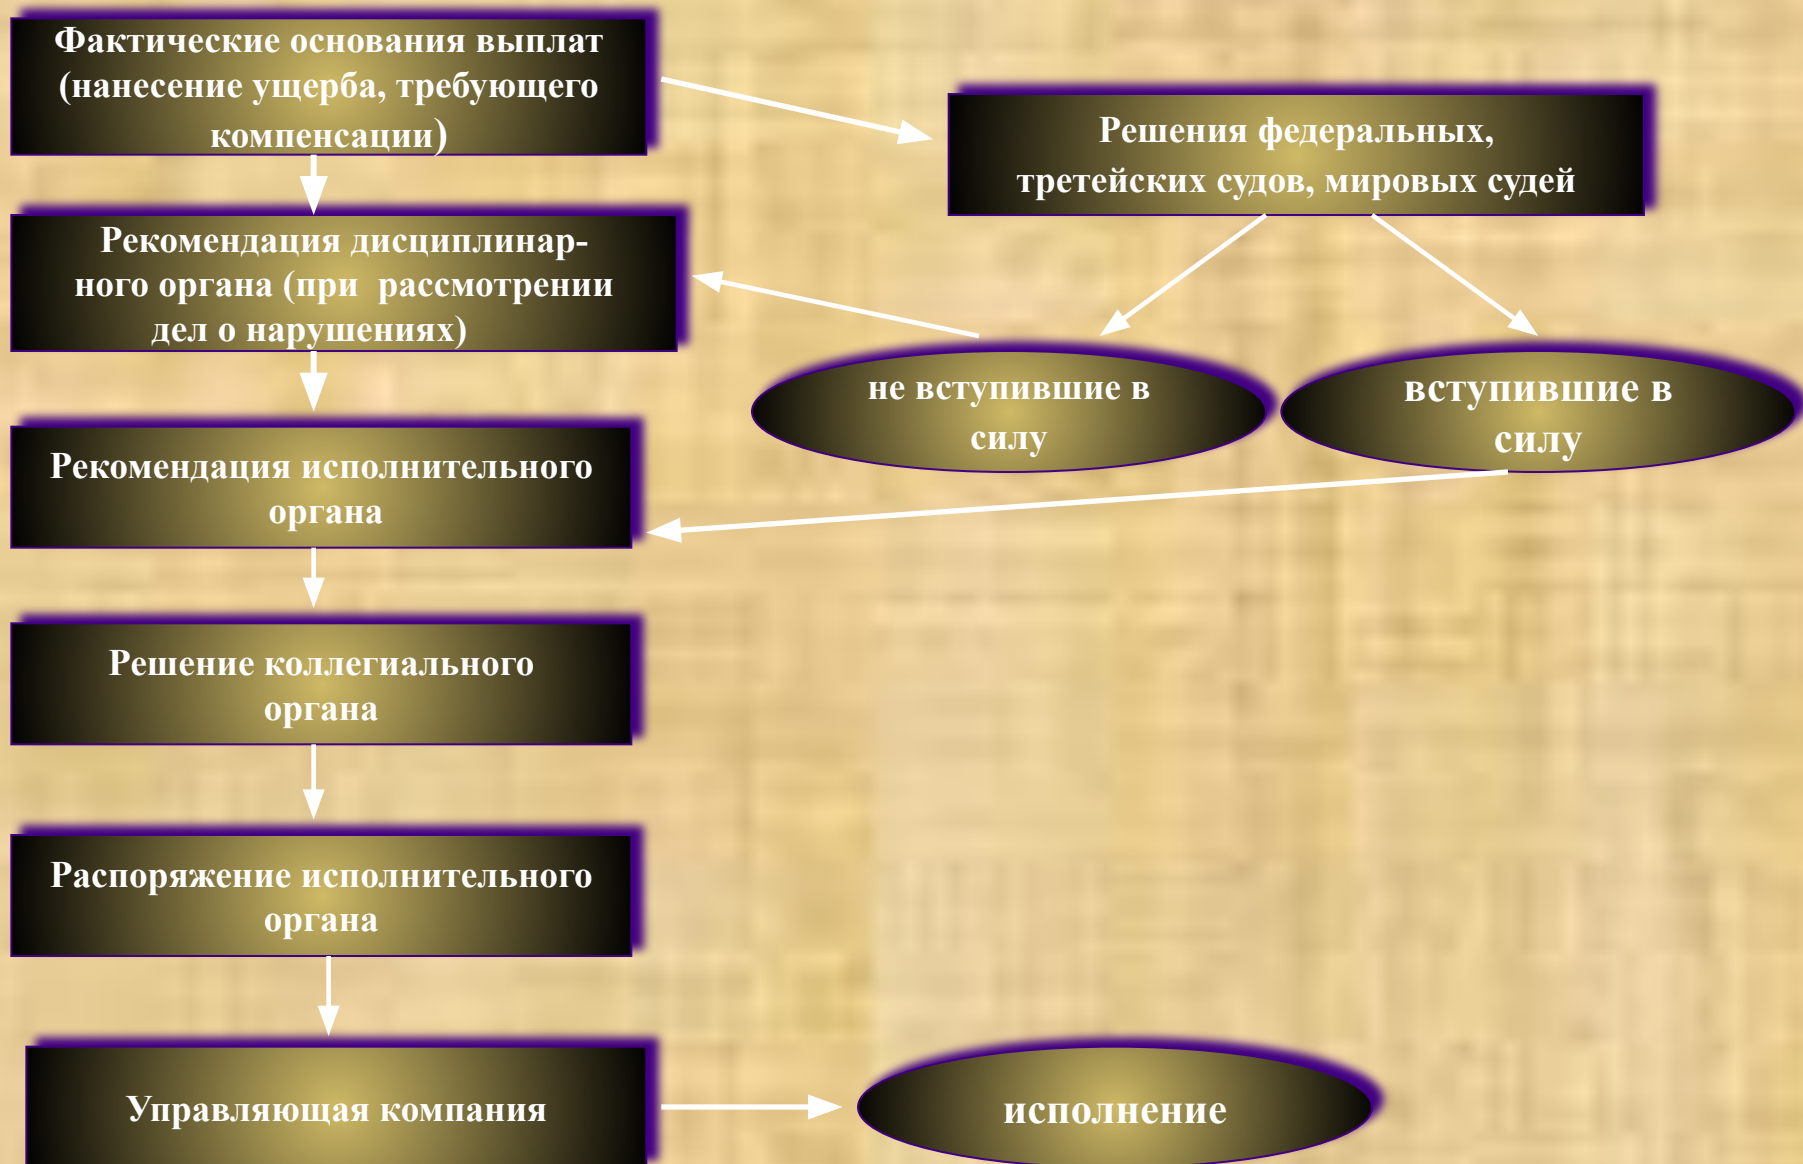 Фактические основания выплат
(нанесение ущерба, требующего
компенсации)
Решения федеральных,
третейских судов, мировых судей
Рекомендация дисциплинар-
ного органа (при рассмотрении
дел о нарушениях)
не вступившие в
силу
вступившие в
силу
Рекомендация исполнительного
органа
Решение коллегиального
органа
Распоряжение исполнительного
органа
Управляющая компания
исполнение